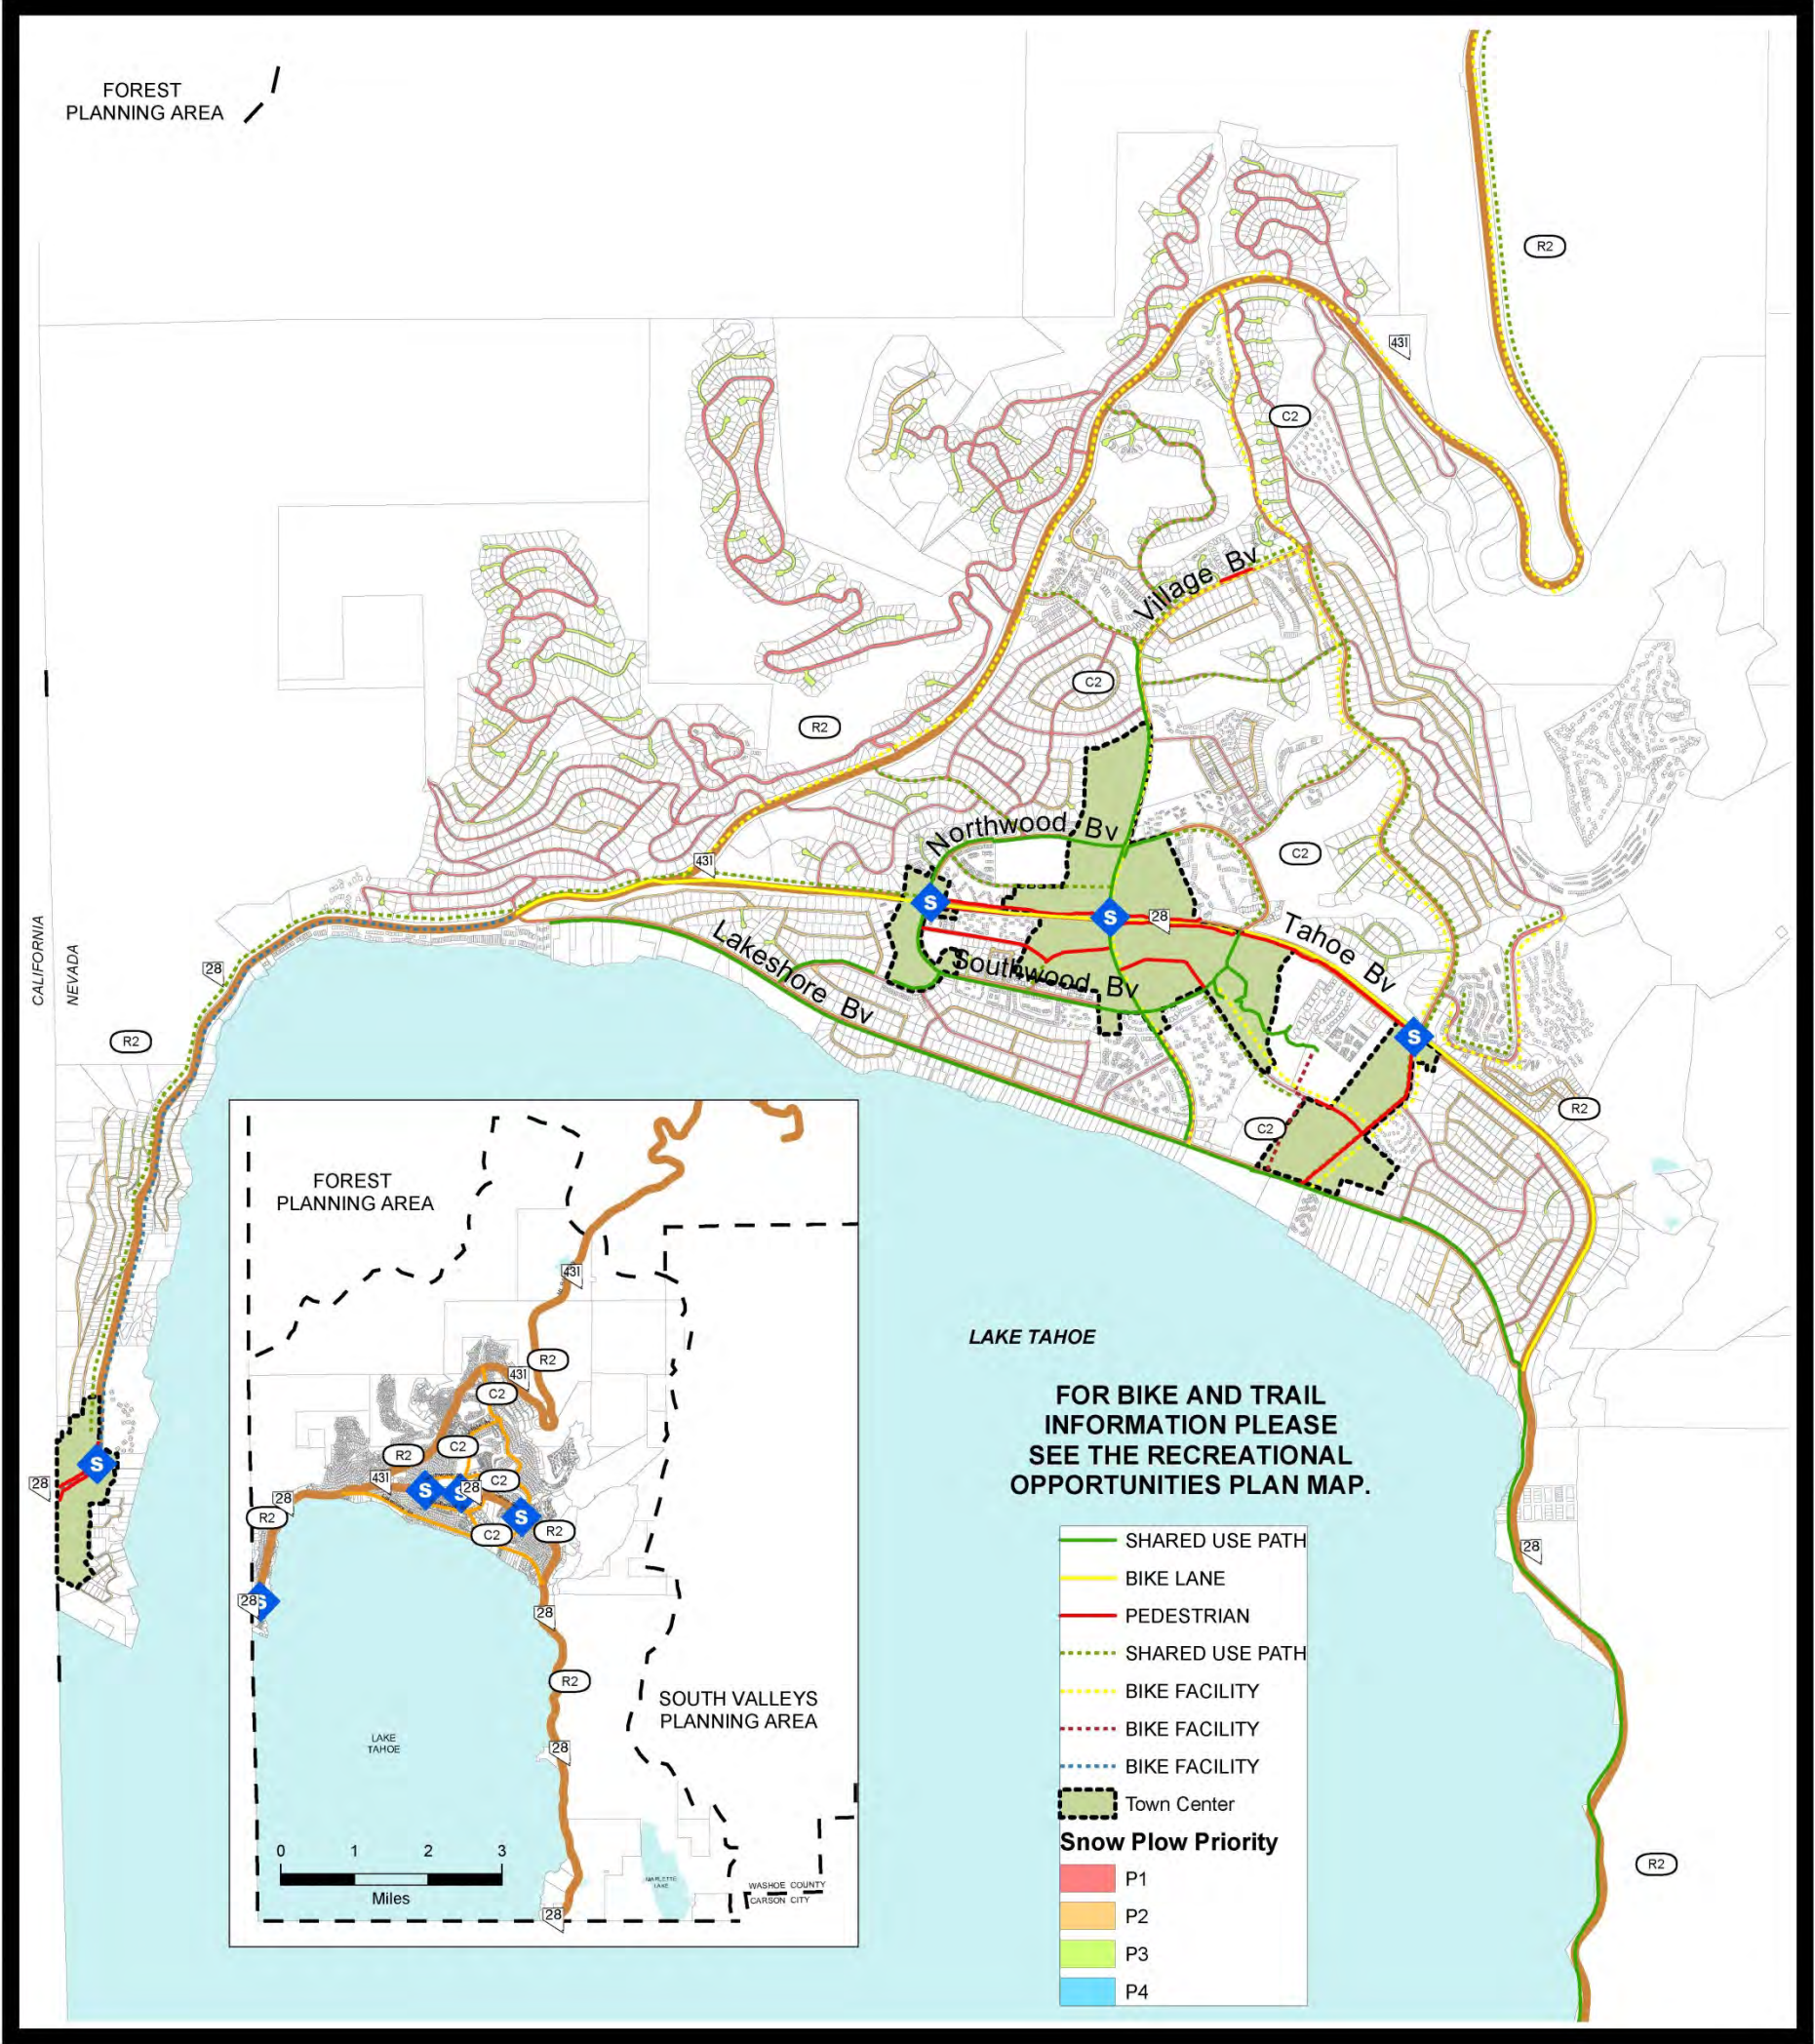 FOREST
PLANNING AREA
R2
431
C2
Village Bv
C2
R2
Northwood Bv
431
C2
S
S
28
Tahoe Bv
Lakeshore Bv
Southwood Bv
CALIFORNIA
NEVADA
28
R2
S
R2
C2
S
28
28
R2
FOREST
PLANNING AREA
431
R2
431
C2
R2
C2
431
C2
S
S
28
28
R2
S
C2
R2
28
S
28
R2
28
SOUTH VALLEYS
PLANNING AREA
LAKE
TAHOE
0 1 2 3
Miles
MARLETTE
LAKE
WASHOE COUNTY
CARSON CITY
28
LAKE TAHOE
FOR BIKE AND TRAIL
INFORMATION PLEASE
SEE THE RECREATIONAL
OPPORTUNITIES PLAN MAP.
SHARED USE PATH
BIKE LANE
PEDESTRIAN
SHARED USE PATH
BIKE FACILITY
BIKE FACILITY
BIKE FACILITY
Town Center
Snow Plow Priority
P1
P2
P3
P4